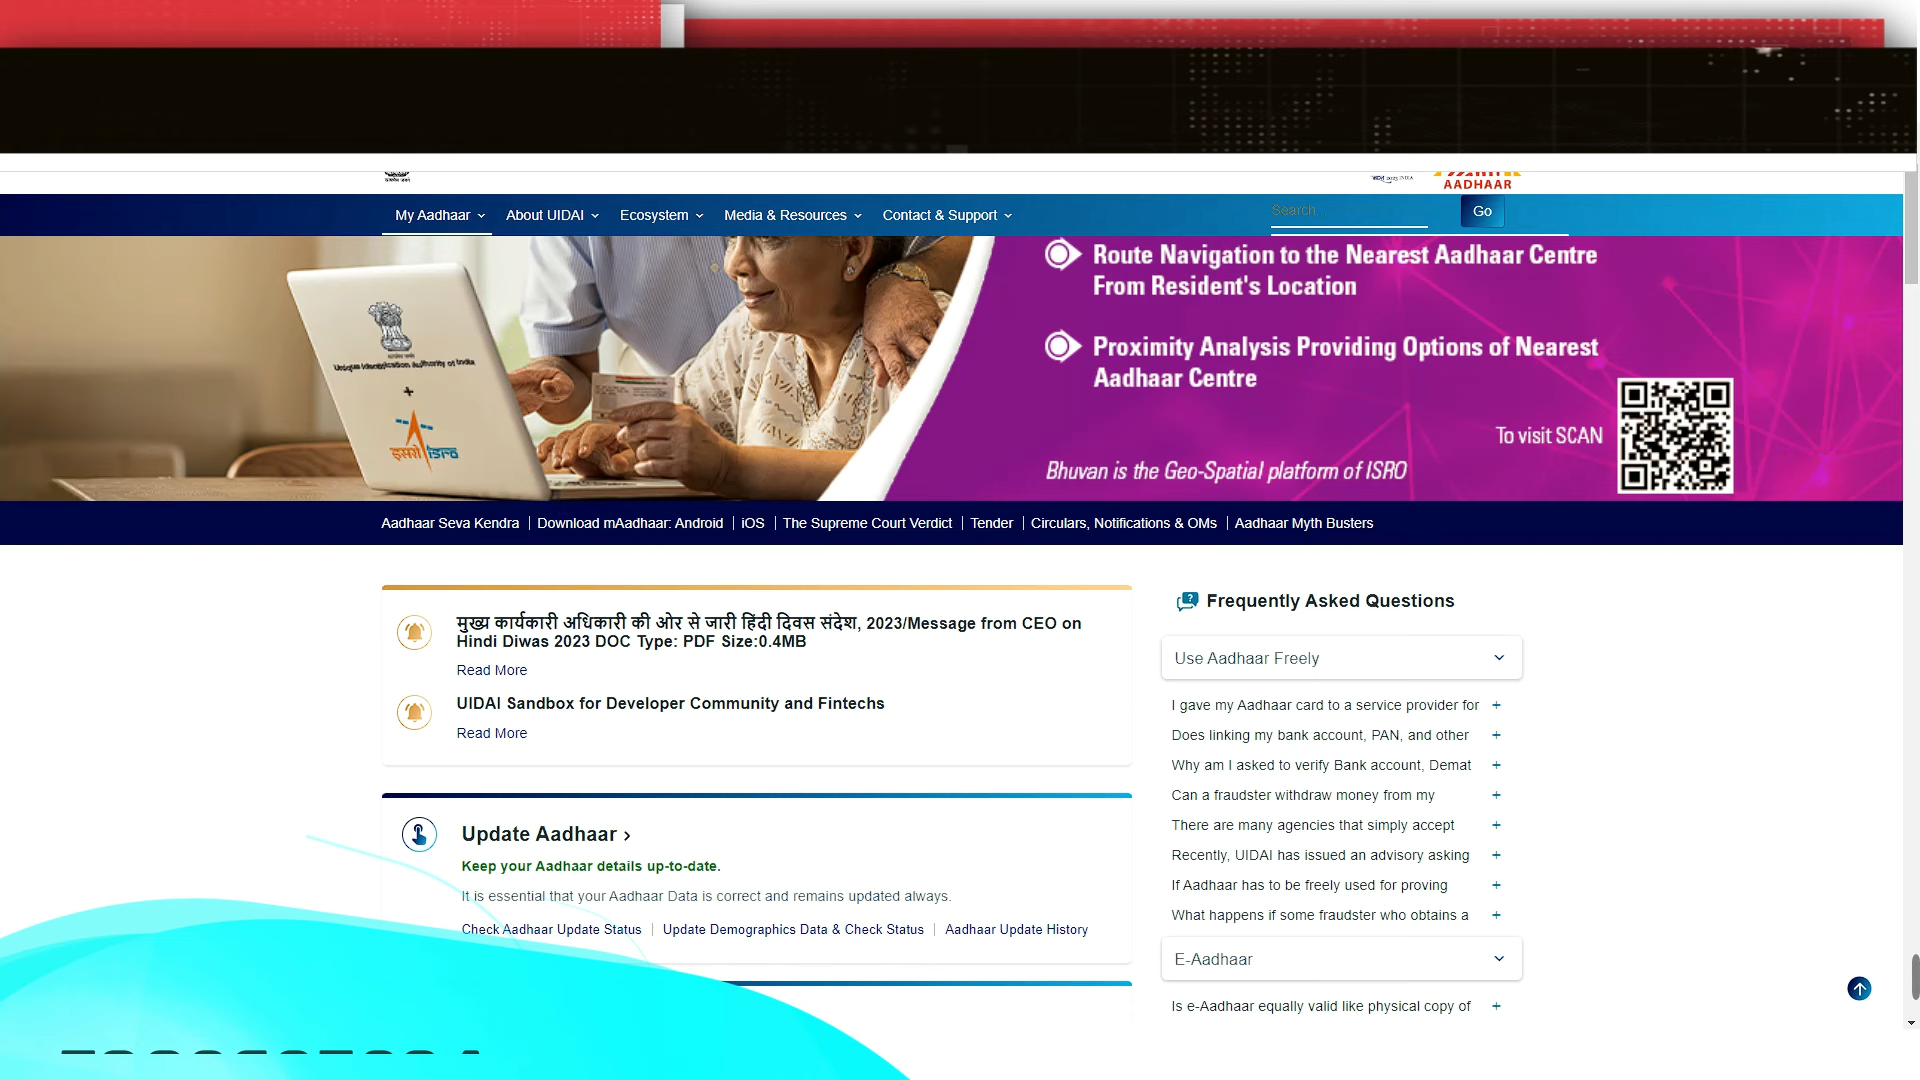 AADHAAR
My Aadhaar
About UIDAI
Ecosystem
Media & Resources
Contact & Support
Search
Go
Unique Identification Authority of India
+
इसरो isro
Route Navigation to the Nearest Aadhaar Centre
From Resident's Location
Proximity Analysis Providing Options of Nearest
Aadhaar Centre
To visit SCAN
Bhuvan is the Geo-Spatial platform of ISRO
Aadhaar Seva Kendra
Download mAadhaar: Android
iOS
The Supreme Court Verdict
Tender
Circulars, Notifications & OMs
Aadhaar Myth Busters
मुख्य कार्यकारी अधिकारी की ओर से जारी हिंदी दिवस संदेश, 2023/Message from CEO on
Hindi Diwas 2023 DOC Type: PDF Size:0.4MB
Read More
UIDAI Sandbox for Developer Community and Fintechs
Read More
Update Aadhaar ›
Keep your Aadhaar details up-to-date.
It is essential that your Aadhaar Data is correct and remains updated always.
Check Aadhaar Update Status
Update Demographics Data & Check Status
Aadhaar Update History
Frequently Asked Questions
Use Aadhaar Freely
I gave my Aadhaar card to a service provider for +
Does linking my bank account, PAN, and other +
Why am I asked to verify Bank account, Demat +
Can a fraudster withdraw money from my +
There are many agencies that simply accept +
Recently, UIDAI has issued an advisory asking +
If Aadhaar has to be freely used for proving +
What happens if some fraudster who obtains a +
E-Aadhaar
Is e-Aadhaar equally valid like physical copy of +